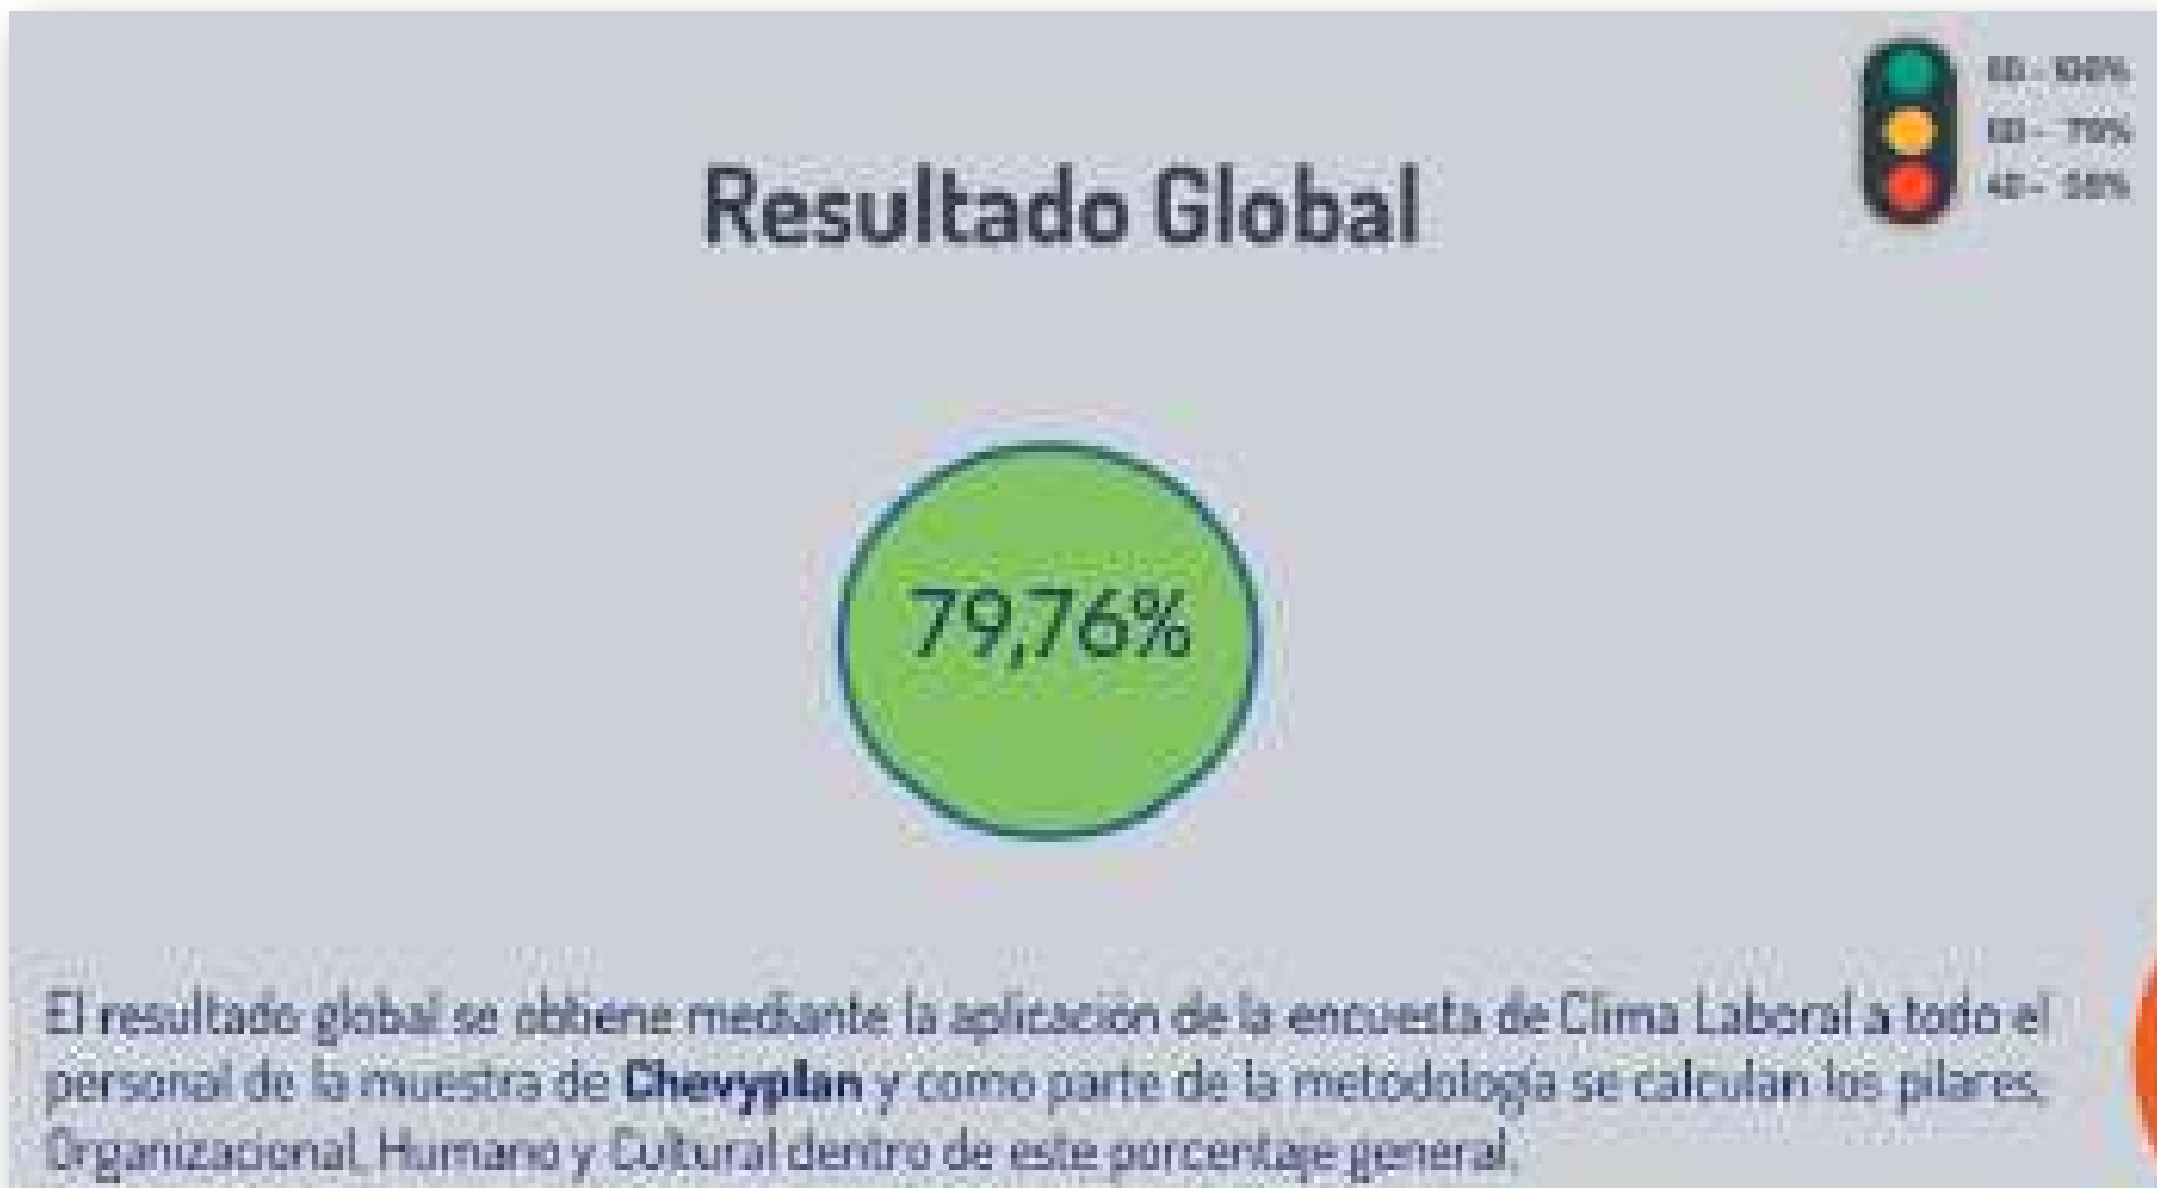 Resultado Global
79,76%
El resultado global se obtiene mediante la aplicación de la encuesta de Clima Laboral a todo el
personal de la muestra de Chevyplan y como parte de la metodología se calculan los pilares,
Organizacional, Humano y Cultural dentro de este porcentaje general.